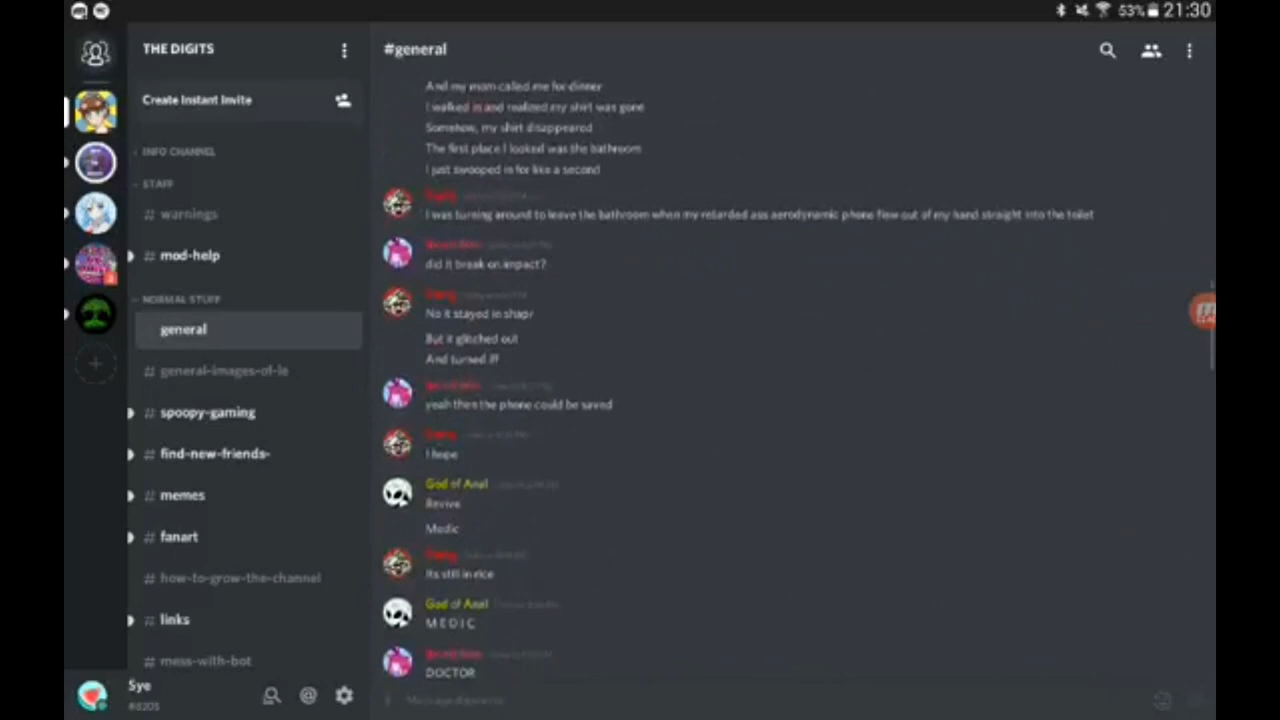 53% 21:30
THE DIGITS
Create Instant Invite
INFO CHANNEL
STAFF
# warnings
# mod-help
NORMAL STUFF
general
# general-images-of-le
# spoopy-gaming
# find-new-friends-
# memes
# fanart
# how-to-grow-the-channel
# links
# mess-with-bot
Sye
#8205
#general
And my mom called me for dinner
I walked in and realized my shirt was gone
Somehow, my shirt disappeared
The first place I looked was the bathroom
I just swooped in for like a second
I was turning around to leave the bathroom when my retarded ass aerodynamic phone flew out of my hand straight into the toilet
did it break on impact?
No it stayed in shapr
But it glitched out
And turned
yeah then the phone could be saved
I hope
God of Anal
Revive
Medic
Its still in rice
God of Anal
M E D I C
DOCTOR